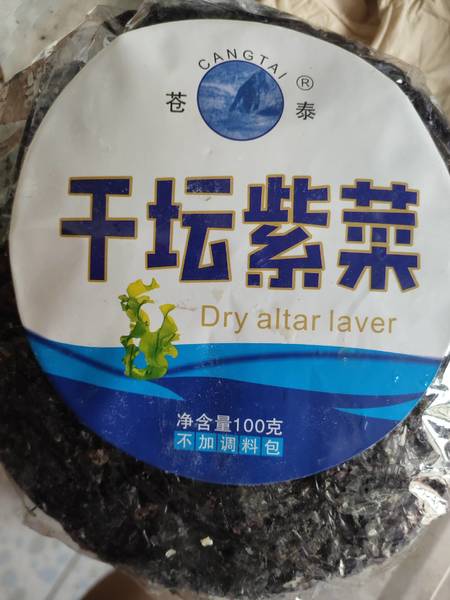 CANGTAI ®
苍 泰
干坛紫菜
Dry altar laver
净含量100克
不加调料包